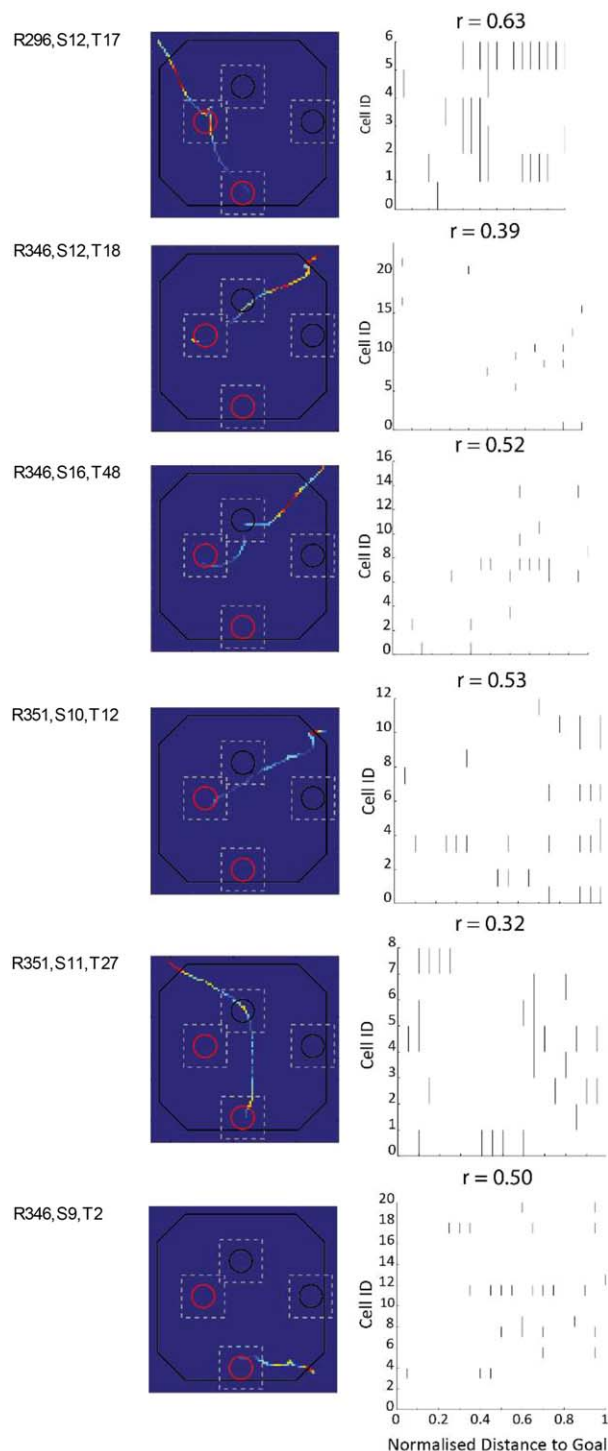 R296,S12,T17
r = 0.63
Cell ID
6
5
4
3
2
1
0
R346,S12,T18
r = 0.39
Cell ID
20
15
10
5
0
R346,S16,T48
r = 0.52
Cell ID
16
14
12
10
8
6
4
2
0
R351,S10,T12
r = 0.53
Cell ID
12
10
8
6
4
2
0
R351,S11,T27
r = 0.32
Cell ID
8
7
6
5
4
3
2
1
0
R346,S9,T2
r = 0.50
Cell ID
20
18
16
14
12
10
8
6
4
2
0
0 0.2 0.4 0.6 0.8 1
Normalised Distance to Goal